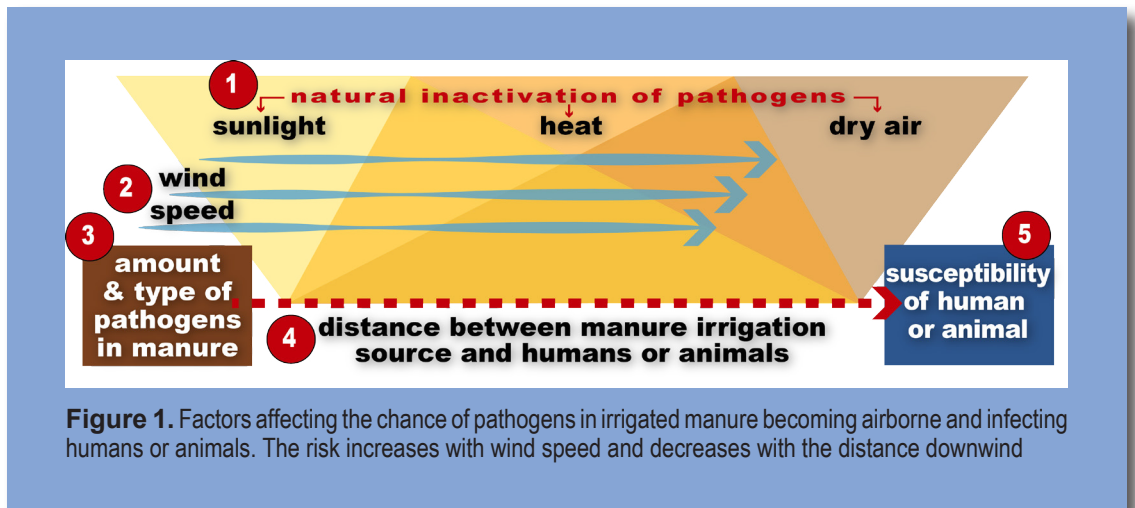 1
natural inactivation of pathogens
sunlight heat dry air
2
wind
speed
3
amount
& type of
pathogens
in manure
4
distance between manure irrigation
source and humans or animals
5
susceptibility
of human
or animal
Figure 1. Factors affecting the chance of pathogens in irrigated manure becoming airborne and infecting
humans or animals. The risk increases with wind speed and decreases with the distance downwind